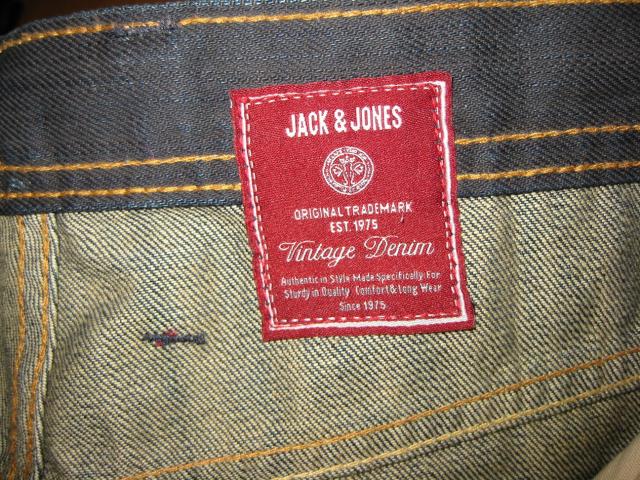 JACK & JONES
ORIGINAL TRADEMARK
EST. 1975
Vintage Denim
Authentic in Style Made Specifically For
Sturdy in Quality Comfort & Long Wear
Since 1975